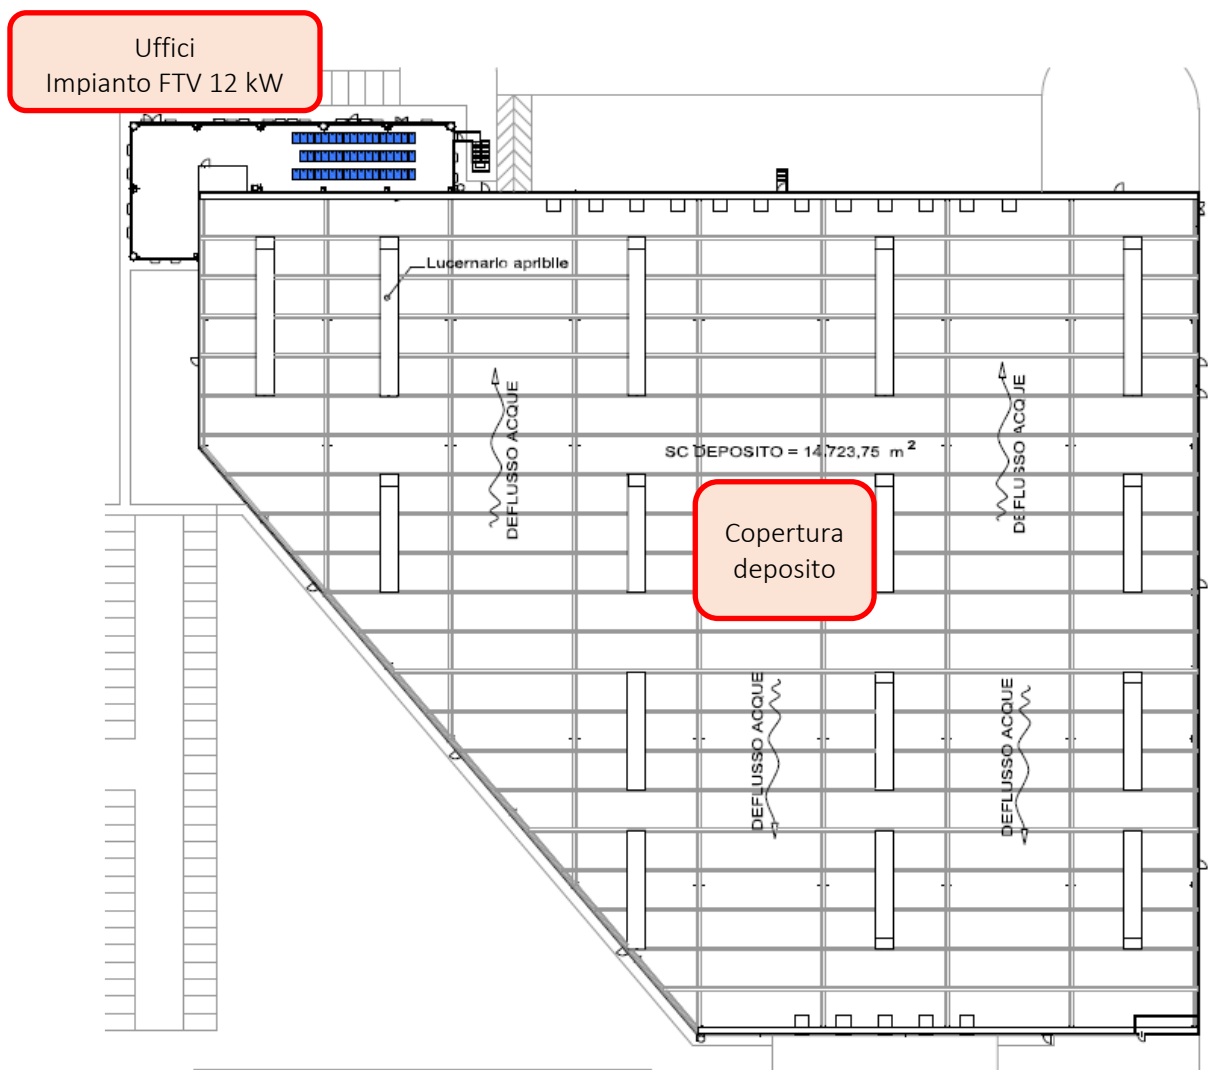 Uffici
Impianto FTV 12 kW
Lucernario apribile
DEFLUSSO ACQUE
DEFLUSSO ACQUE
SC DEPOSITO = 14.723,75 m²
Copertura
deposito
DEFLUSSO ACQUE
DEFLUSSO ACQUE